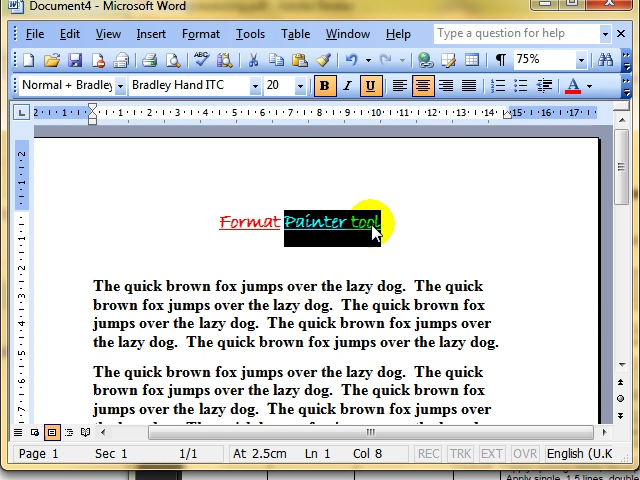 Document4 - Microsoft Word
File Edit View Insert Format Tools Table Window Help Type a question for help
75%
Normal + Bradley Bradley Hand ITC 20 B I U
Format Painter tool
The quick brown fox jumps over the lazy dog. The quick
brown fox jumps over the lazy dog. The quick brown fox
jumps over the lazy dog. The quick brown fox jumps over
the lazy dog. The quick brown fox jumps over the lazy dog.
The quick brown fox jumps over the lazy dog. The quick
brown fox jumps over the lazy dog. The quick brown fox
jumps over the lazy dog. The quick brown fox jumps over
Page 1 Sec 1 1/1 At 2.5cm Ln 1 Col 8 REC TRK EXT OVR English (U.K